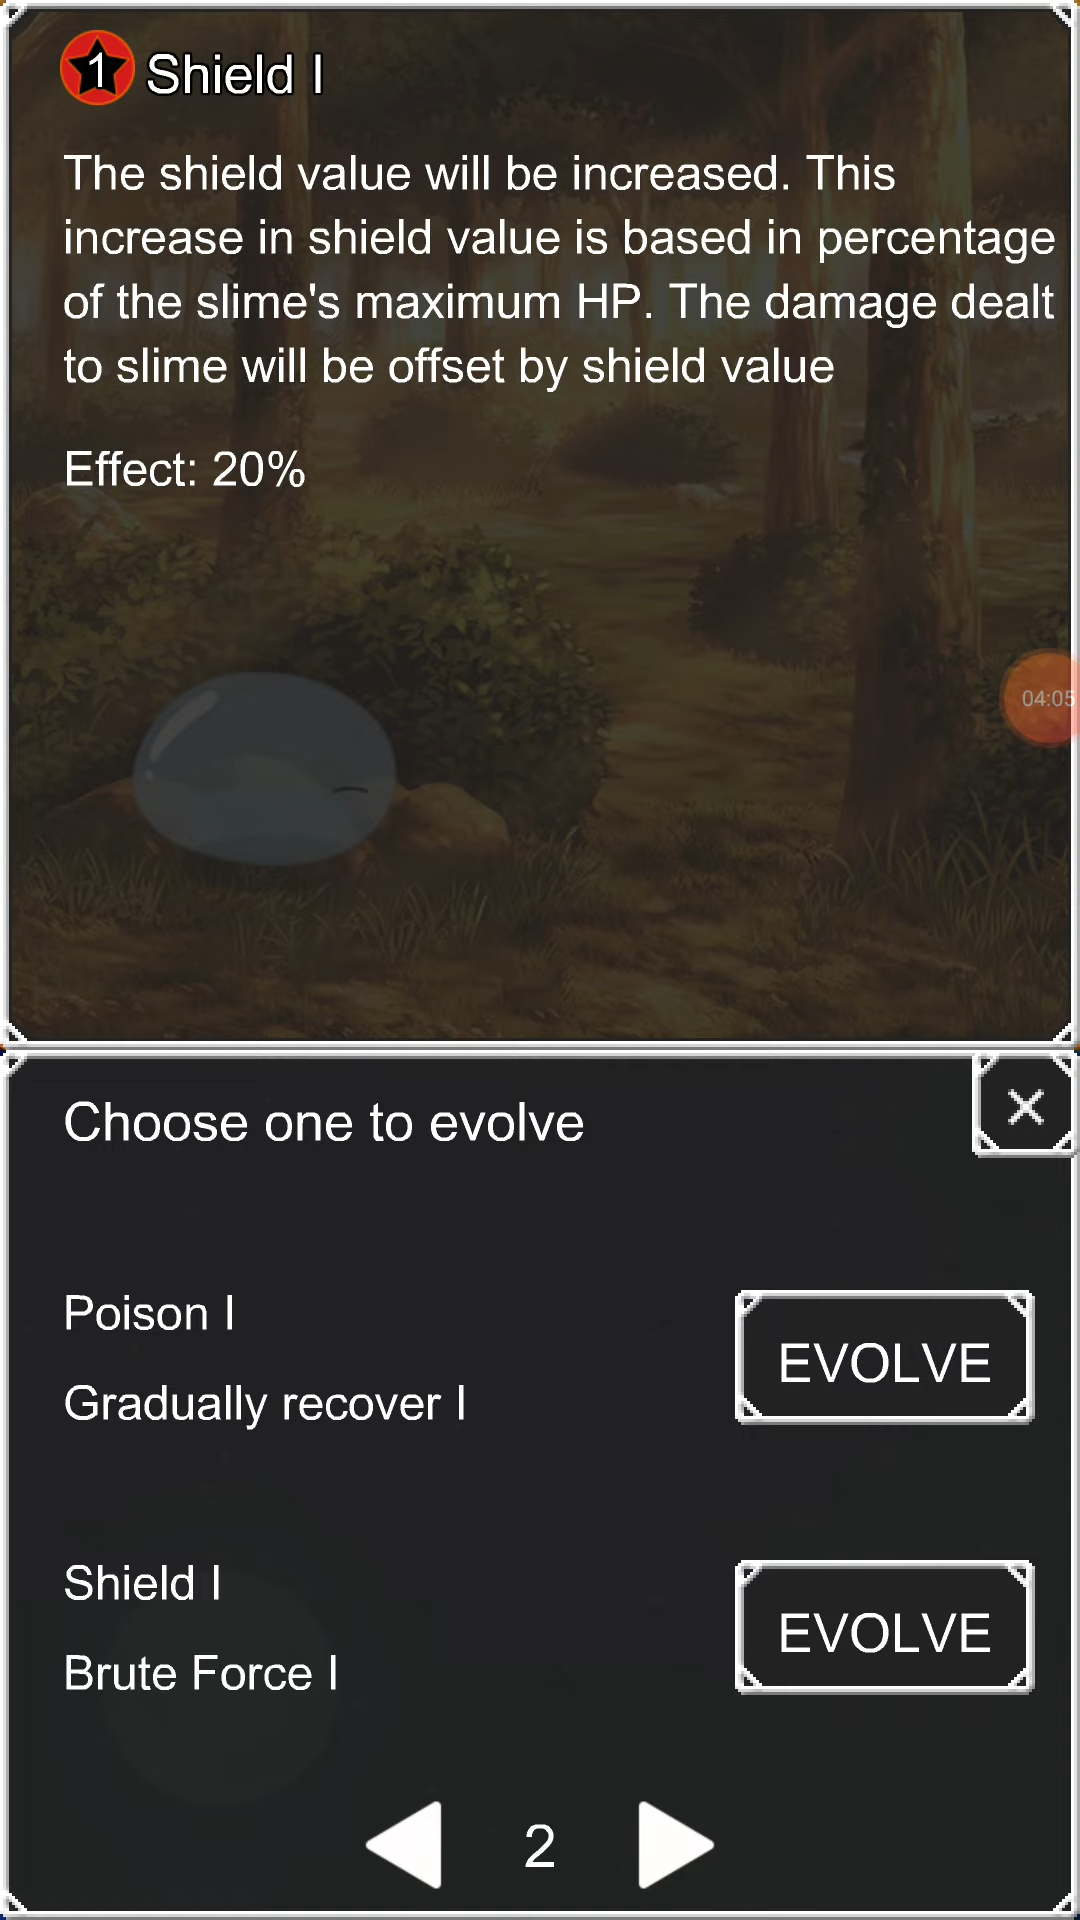 1 Shield I
The shield value will be increased. This
increase in shield value is based in percentage
of the slime's maximum HP. The damage dealt
to slime will be offset by shield value
Effect: 20%
04:05
Choose one to evolve
Poison I
EVOLVE
Gradually recover I
Shield I
EVOLVE
Brute Force I
2